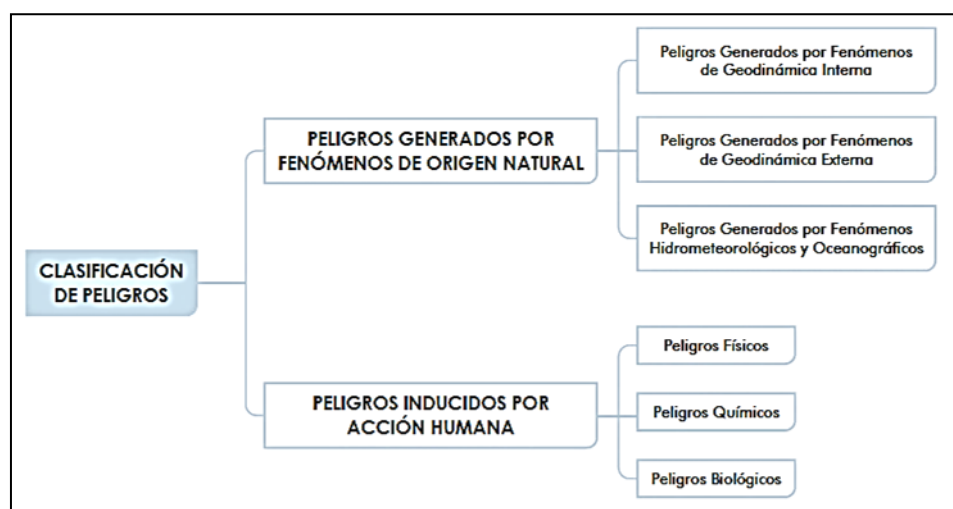 CLASIFICACIÓN
DE PELIGROS
PELIGROS GENERADOS POR
FENÓMENOS DE ORIGEN NATURAL
Peligros Generados por Fenómenos
de Geodinámica Interna
Peligros Generados por Fenómenos
de Geodinámica Externa
Peligros Generados por Fenómenos
Hidrometeorológicos y Oceanográficos
PELIGROS INDUCIDOS POR
ACCIÓN HUMANA
Peligros Físicos
Peligros Químicos
Peligros Biológicos